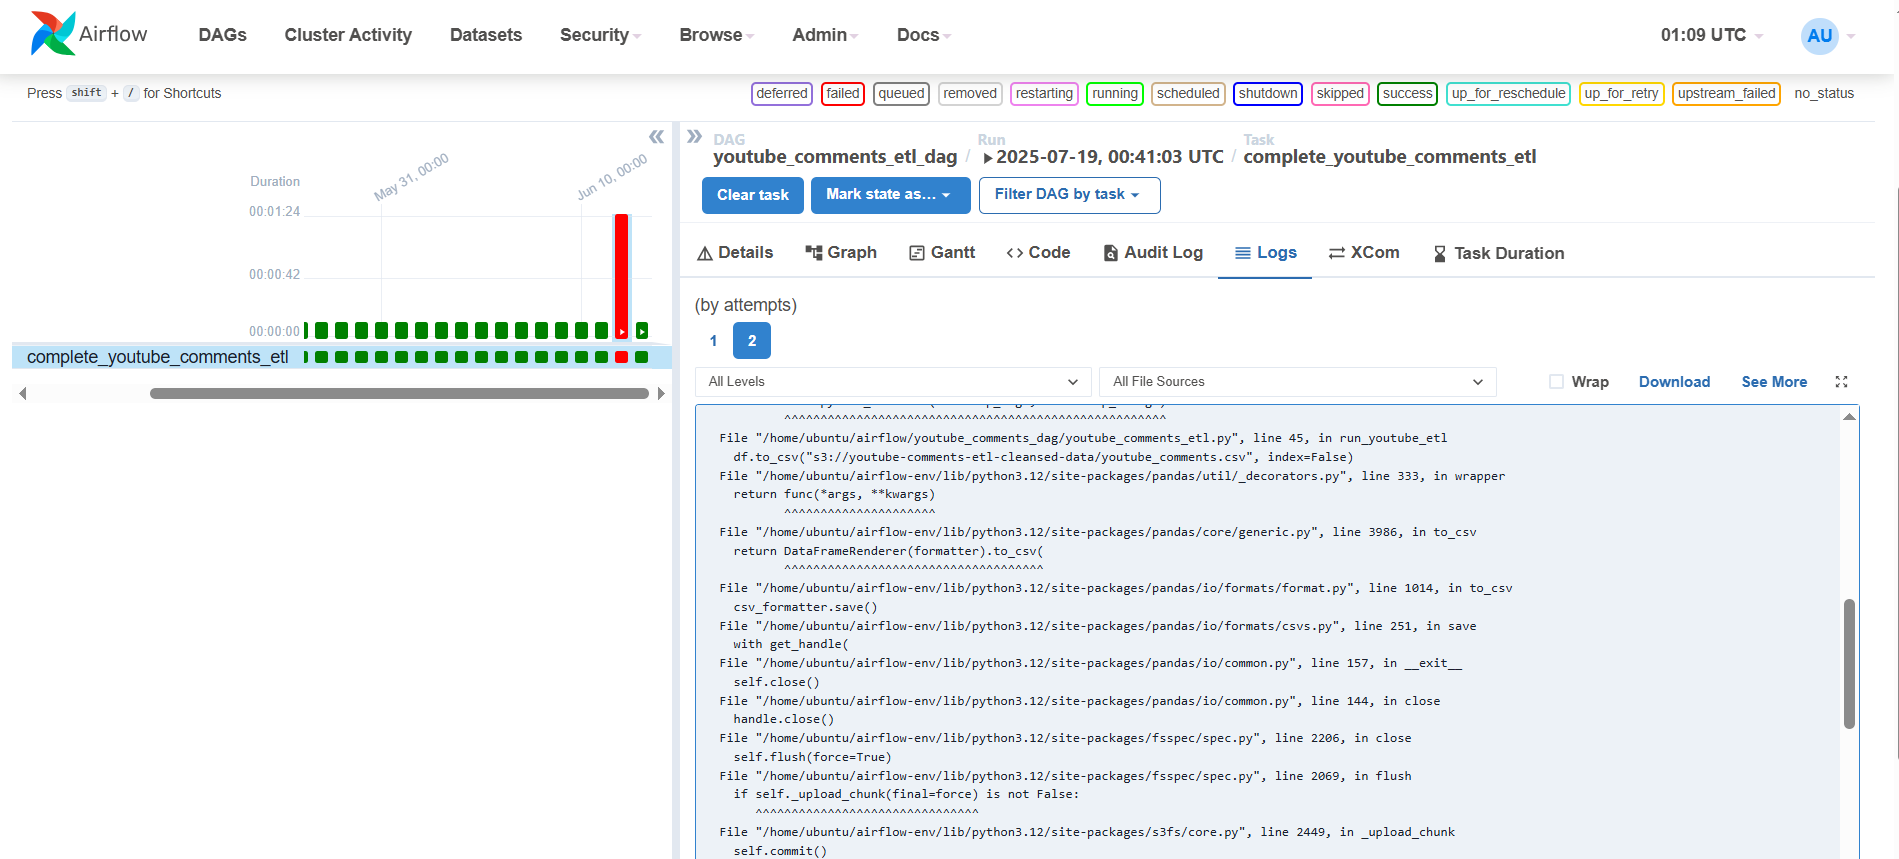 Airflow
DAGs Cluster Activity Datasets Security Browse Admin Docs 01:09 UTC AU
Press shift + / for Shortcuts
deferred failed queued removed restarting running scheduled shutdown skipped success up_for_reschedule up_for_retry upstream_failed no_status
Duration
00:01:24
00:00:42
00:00:00
May 31, 00:00
Jun 10, 00:00
complete_youtube_comments_etl
DAG Run Task
youtube_comments_etl_dag / 2025-07-19, 00:41:03 UTC / complete_youtube_comments_etl
Clear task Mark state as... Filter DAG by task
Details Graph Gantt Code Audit Log Logs XCom Task Duration
(by attempts)
1 2
All Levels All File Sources Wrap Download See More
^^^^^^^^^^^^^^^^^^^^^^^^^^^^^^^^^^^^^^^^^^^^^^^^^^^^^
File "/home/ubuntu/airflow/youtube_comments_dag/youtube_comments_etl.py", line 45, in run_youtube_etl
df.to_csv("s3://youtube-comments-etl-cleansed-data/youtube_comments.csv", index=False)
File "/home/ubuntu/airflow-env/lib/python3.12/site-packages/pandas/util/_decorators.py", line 333, in wrapper
return func(*args, **kwargs)
^^^^^^^^^^^^^^^^^^^^^
File "/home/ubuntu/airflow-env/lib/python3.12/site-packages/pandas/core/generic.py", line 3986, in to_csv
return DataFrameRenderer(formatter).to_csv(
^^^^^^^^^^^^^^^^^^^^^^^^^^^^^^^^^^^^
File "/home/ubuntu/airflow-env/lib/python3.12/site-packages/pandas/io/formats/format.py", line 1014, in to_csv
csv_formatter.save()
File "/home/ubuntu/airflow-env/lib/python3.12/site-packages/pandas/io/formats/csvs.py", line 251, in save
with get_handle(
File "/home/ubuntu/airflow-env/lib/python3.12/site-packages/pandas/io/common.py", line 157, in __exit__
self.close()
File "/home/ubuntu/airflow-env/lib/python3.12/site-packages/pandas/io/common.py", line 144, in close
handle.close()
File "/home/ubuntu/airflow-env/lib/python3.12/site-packages/fsspec/spec.py", line 2206, in close
self.flush(force=True)
File "/home/ubuntu/airflow-env/lib/python3.12/site-packages/fsspec/spec.py", line 2069, in flush
if self._upload_chunk(final=force) is not False:
^^^^^^^^^^^^^^^^^^^^^^^^^^^^^^^
File "/home/ubuntu/airflow-env/lib/python3.12/site-packages/s3fs/core.py", line 2449, in _upload_chunk
self.commit()